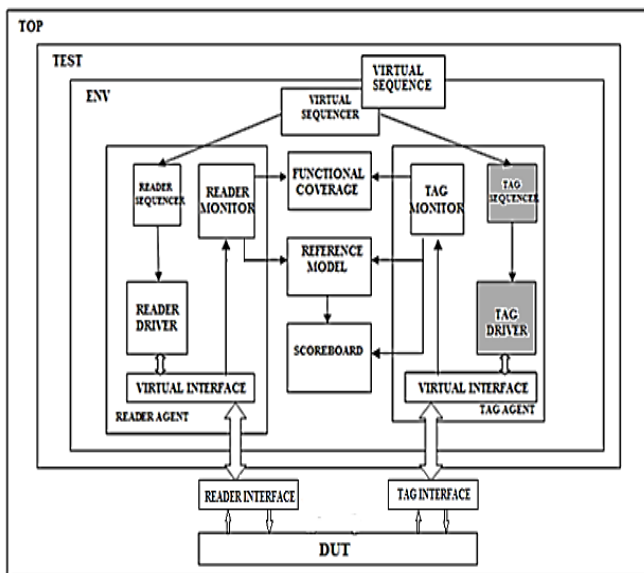 TOP
TEST
ENV
VIRTUAL
SEQUENCE
VIRTUAL
SEQUENCER
READER
SEQUENCER
READER
MONITOR
FUNCTIONAL
COVERAGE
TAG
MONITOR
TAG
SEQUENCER
REFERENCE
MODEL
READER
DRIVER
TAG
DRIVER
SCOREBOARD
VIRTUAL INTERFACE
READER AGENT
VIRTUAL INTERFACE
TAG AGENT
READER INTERFACE
TAG INTERFACE
DUT